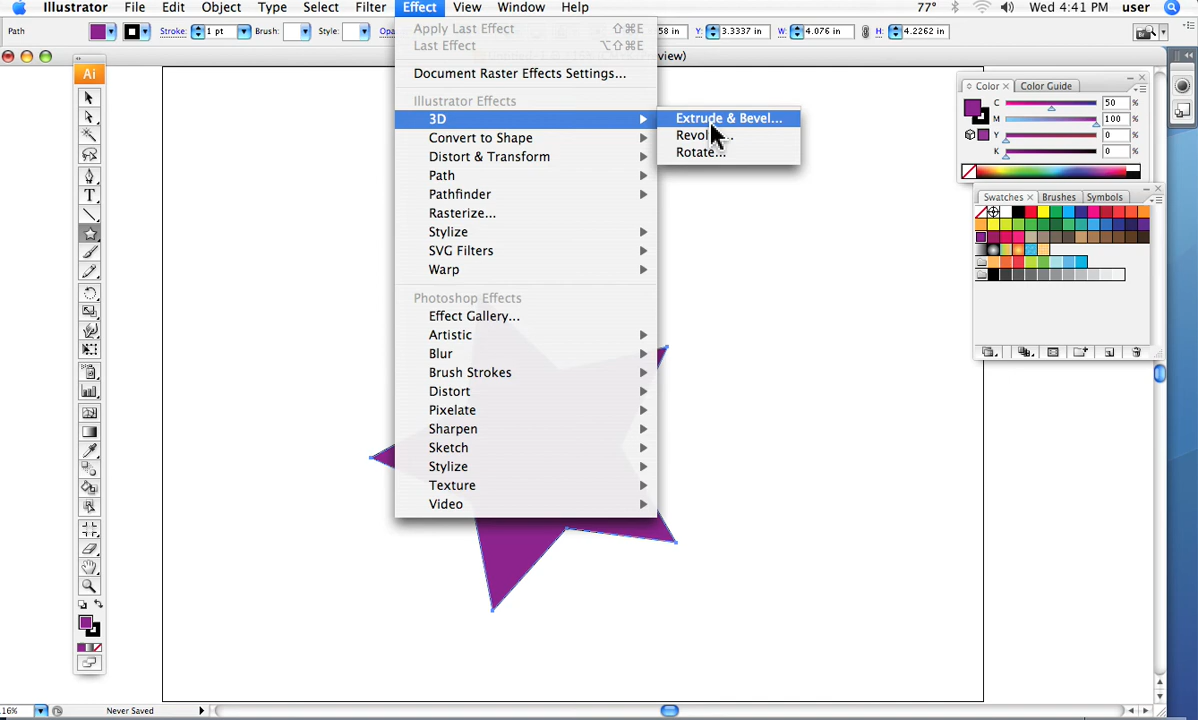 Illustrator File Edit Object Type Select Filter Effect View Window Help 77° Wed 4:41 PM user
Path Stroke: 1 pt Brush: Style: Opa 58 in Y: 3.3337 in W: 4.076 in H: 4.2262 in
view)
Ai
Apply Last Effect ⇧⌘E
Last Effect ⌥⇧⌘E
Document Raster Effects Settings...
Illustrator Effects
3D
Convert to Shape
Distort & Transform
Path
Pathfinder
Rasterize...
Stylize
SVG Filters
Warp
Photoshop Effects
Effect Gallery...
Artistic
Blur
Brush Strokes
Distort
Pixelate
Sharpen
Sketch
Stylize
Texture
Video
Extrude & Bevel...
Revol
Rotate...
Color Color Guide
C 50 %
M 100 %
Y 0 %
K 0 %
Swatches Brushes Symbols
.16% Never Saved